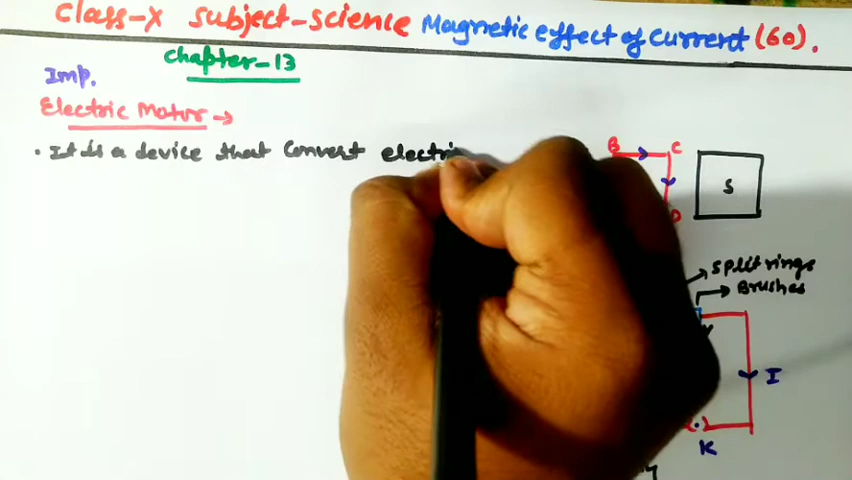 Class-X Subject-Science Magnetic effect of current (60).
Chapter-13
Imp.
Electric Motor →
• It is a device that convert electri
B C
S
D
Split rings
Brushes
I
(•)
K